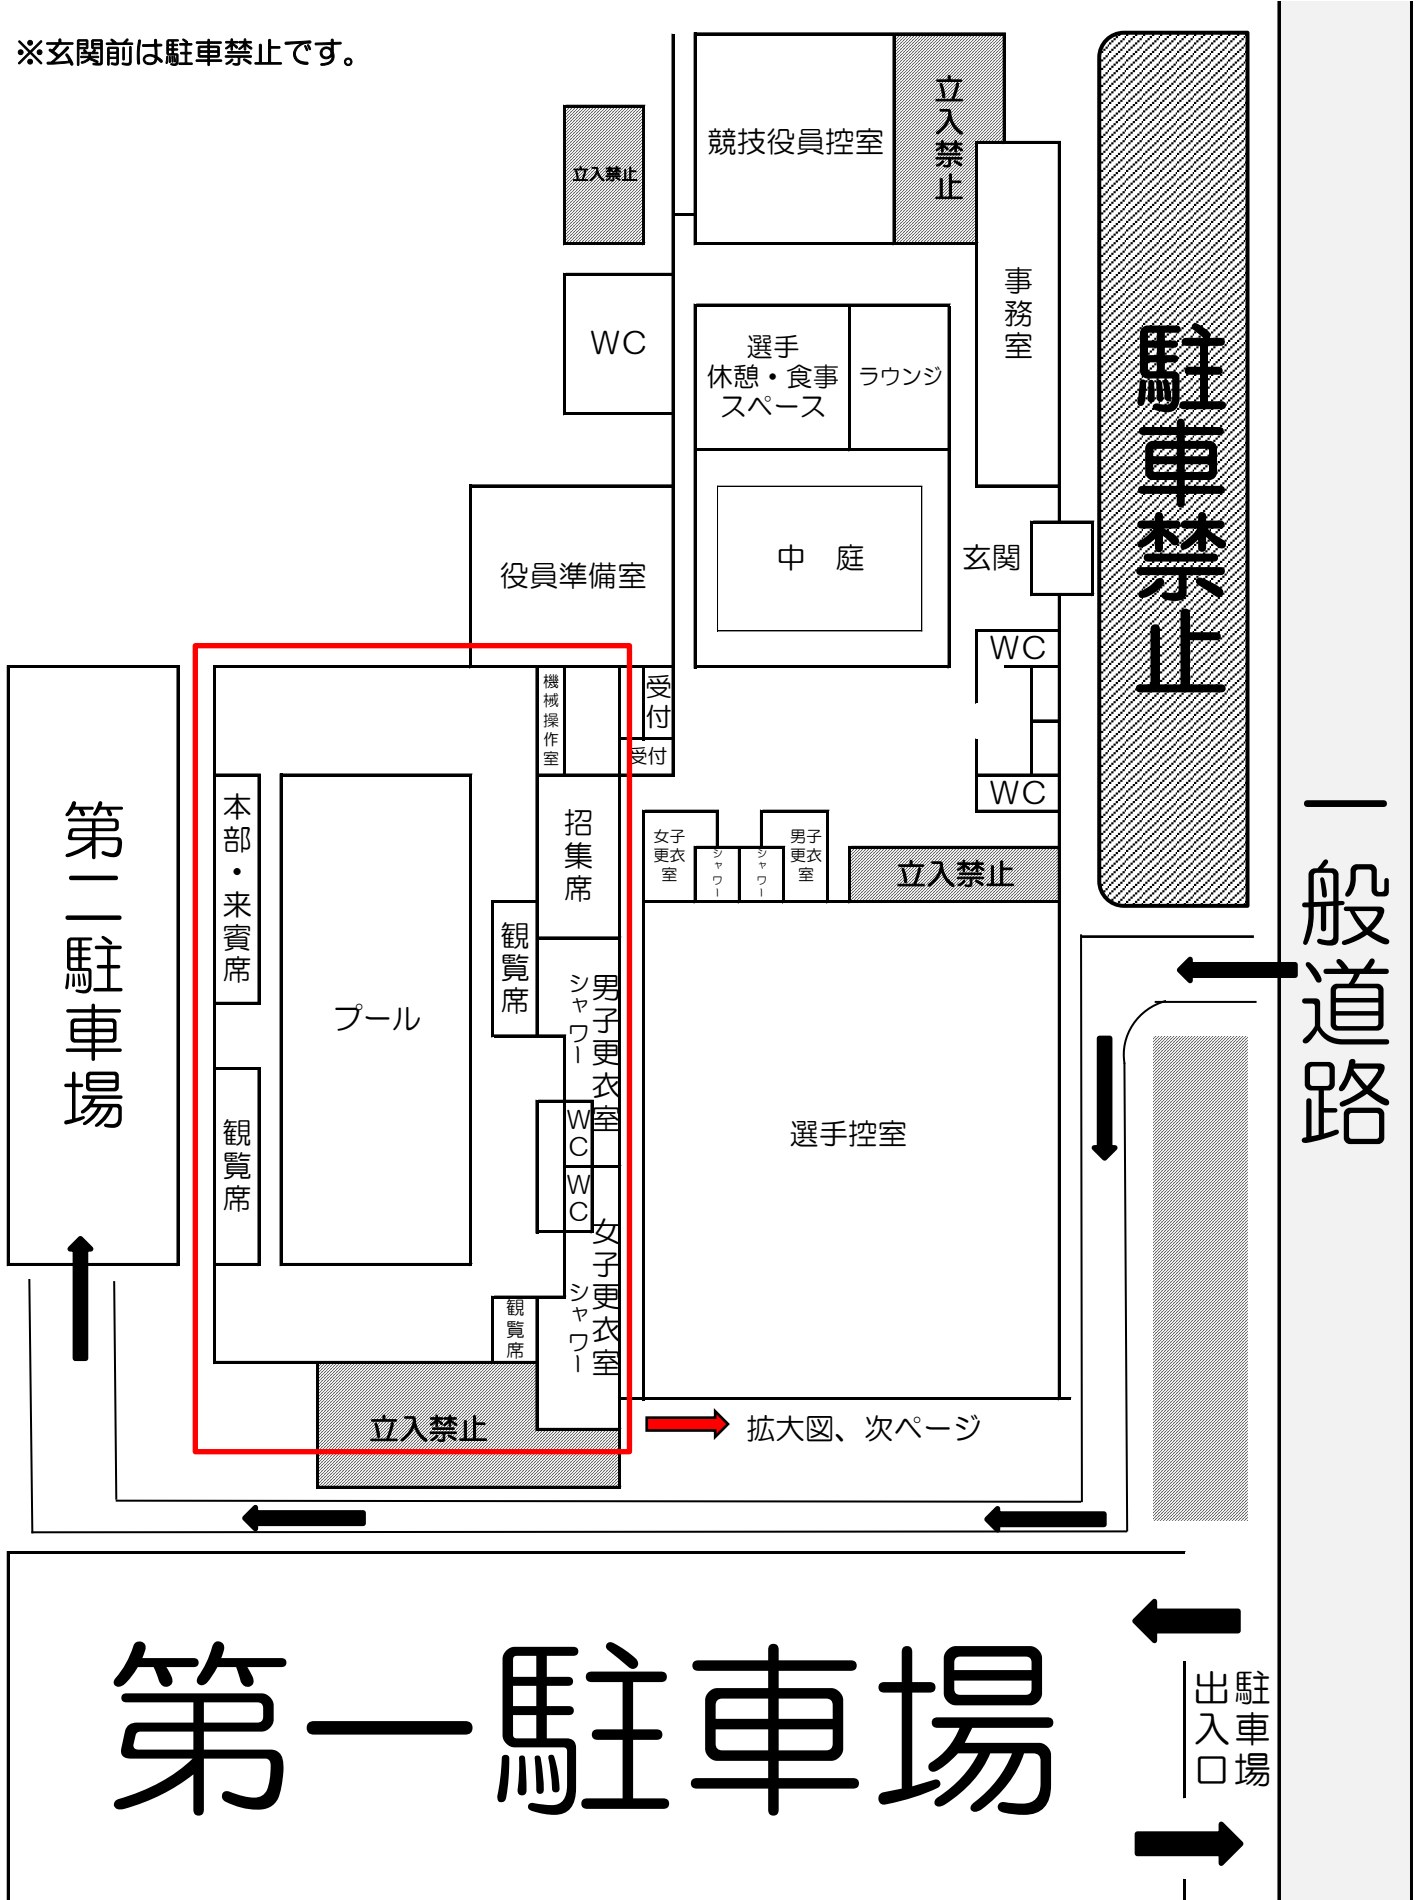 ※玄関前は駐車禁止です。
立入禁止
競技役員控室
立入禁止
事務室
WC
選手
休憩・食事
スペース
ラウンジ
駐車禁止
役員準備室
中　庭
玄関
WC
機械操作室
受付
受付
WC
第二駐車場
本部・来賓席
プール
招集席
女子
更衣
室
シャワー
シャワー
男子
更衣
室
立入禁止
一般道路
観覧席
男子更衣室
シャワー
WC
WC
選手控室
観覧席
女子更衣室
シャワー
観覧席
立入禁止
拡大図、次ページ
第一駐車場
駐車場
出入口